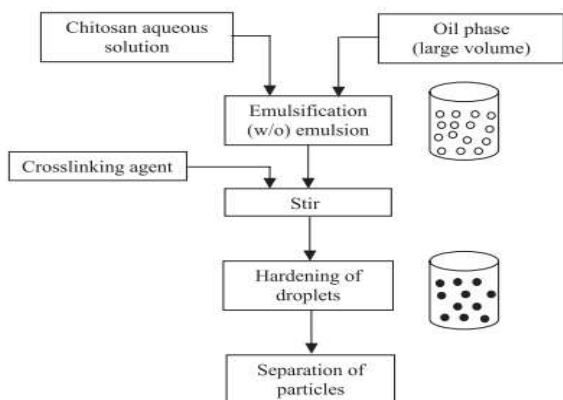 Chitosan aqueous
solution
Oil phase
(large volume)
Emulsification
(w/o) emulsion
Crosslinking agent
Stir
Hardening of
droplets
Separation of
particles